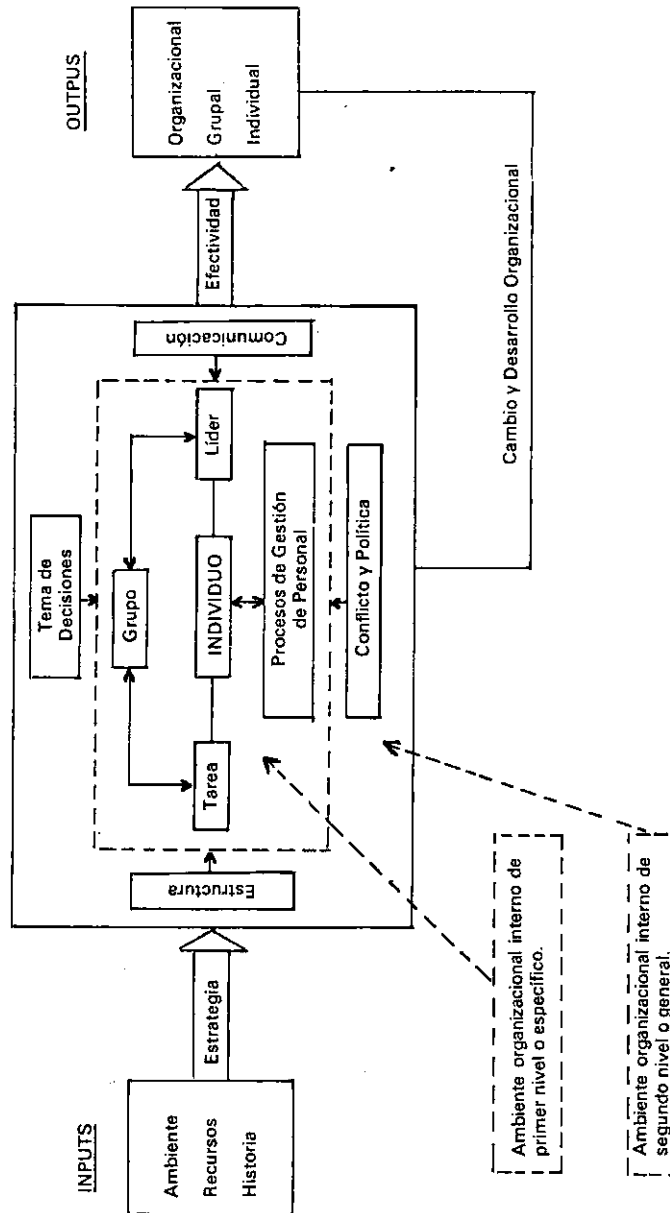 INPUTS
Ambiente
Recursos
Historia
Estrategia
Estructura
Tema de
Decisiones
Grupo
Tarea
INDIVIDUO
Líder
Procesos de Gestión
de Personal
Conflicto y Política
Comunicación
Efectividad
OUTPUS
Organizacional
Grupal
Individual
Cambio y Desarrollo Organizacional
Ambiente organizacional interno de
primer nivel o específico.
Ambiente organizacional interno de
segundo nivel o general.